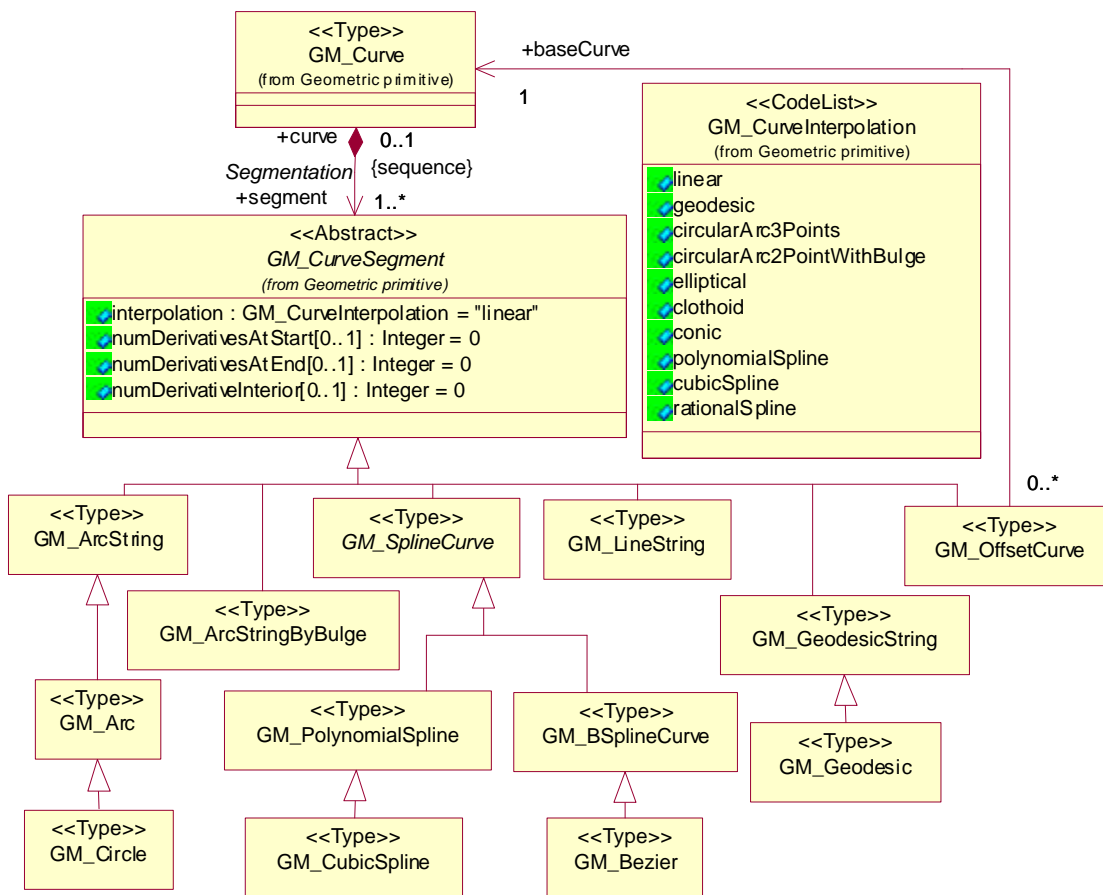 <<Type>>
GM_Curve
(from Geometric primitive)
+baseCurve
1
+curve
0..1
Segmentation
{sequence}
+segment
1..*
<<CodeList>>
GM_CurveInterpolation
(from Geometric primitive)
linear
geodesic
circularArc3Points
circularArc2PointWithBulge
elliptical
clothoid
conic
polynomialSpline
cubicSpline
rationalSpline
<<Abstract>>
GM_CurveSegment
(from Geometric primitive)
interpolation : GM_CurveInterpolation = "linear"
numDerivativesAtStart[0..1] : Integer = 0
numDerivativesAtEnd[0..1] : Integer = 0
numDerivativeInterior[0..1] : Integer = 0
0..*
<<Type>>
GM_ArcString
<<Type>>
GM_SplineCurve
<<Type>>
GM_LineString
<<Type>>
GM_OffsetCurve
<<Type>>
GM_ArcStringByBulge
<<Type>>
GM_GeodesicString
<<Type>>
GM_Arc
<<Type>>
GM_PolynomialSpline
<<Type>>
GM_BSplineCurve
<<Type>>
GM_Geodesic
<<Type>>
GM_Circle
<<Type>>
GM_CubicSpline
<<Type>>
GM_Bezier